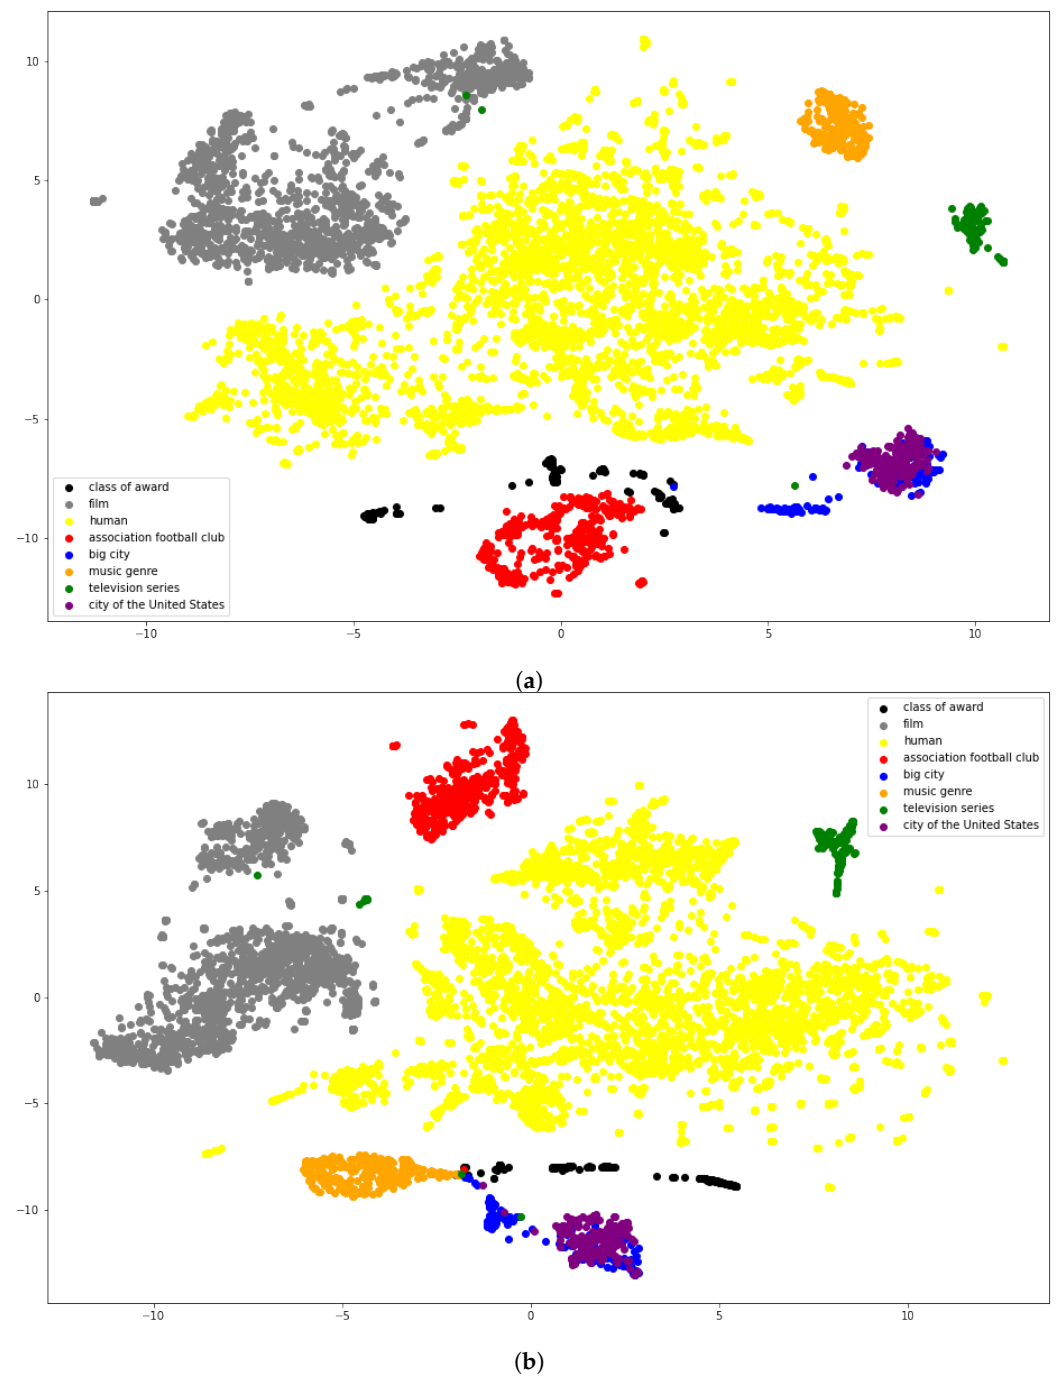 10
5
0
−5
−10
class of award
film
human
association football club
big city
music genre
television series
city of the United States
−10 −5 0 5 10
(a)
class of award
film
human
association football club
big city
music genre
television series
city of the United States
10
5
0
−5
−10
−10 −5 0 5 10
(b)